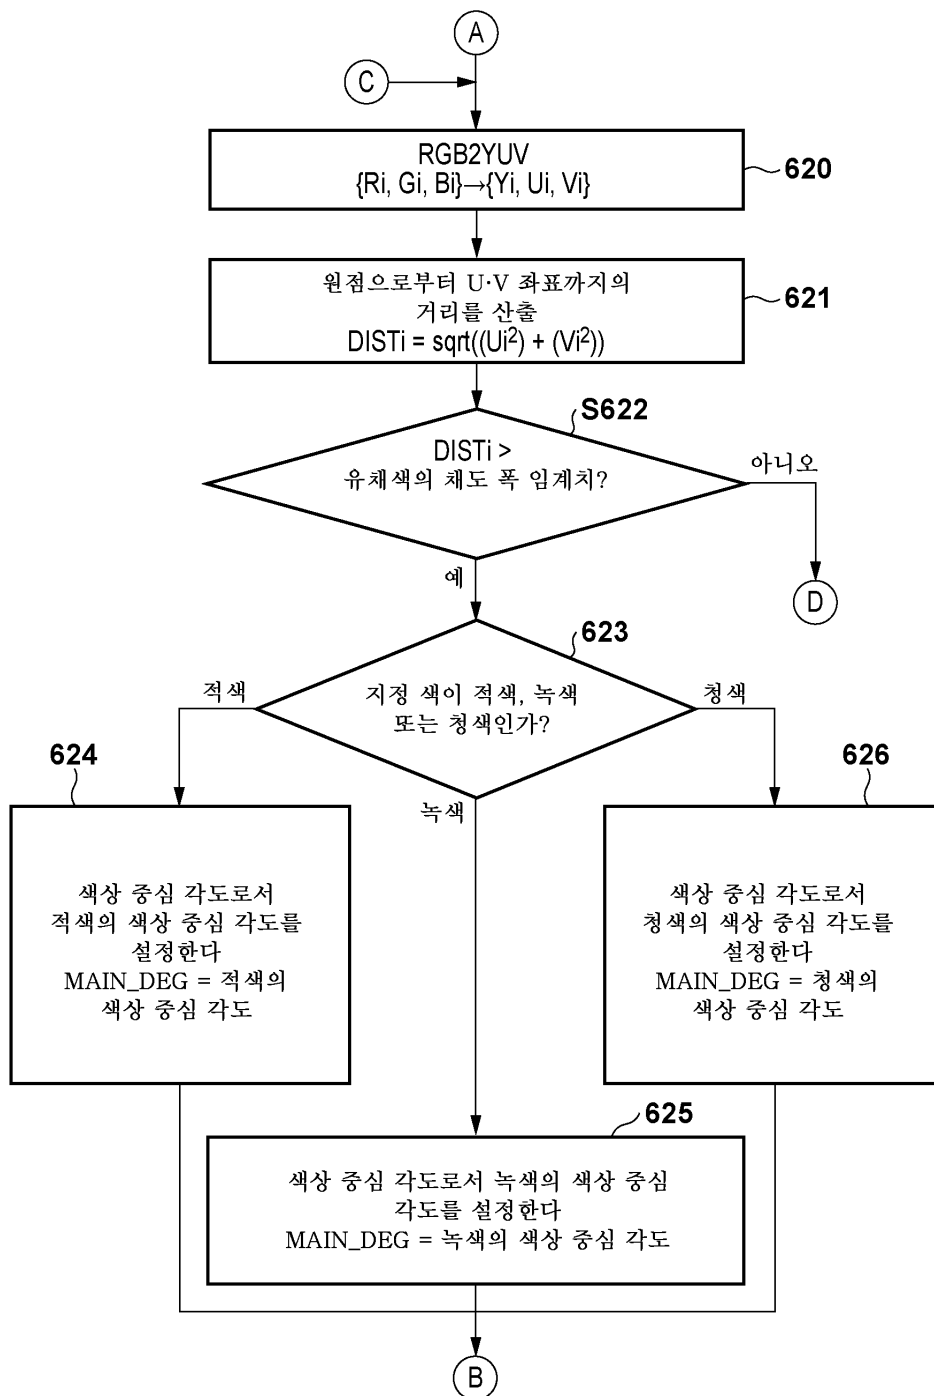 A
C
RGB2YUV
{Ri, Gi, Bi}→{Yi, Ui, Vi}
620
원점으로부터 U·V 좌표까지의
거리를 산출
DISTi = sqrt((Ui²) + (Vi²))
621
S622
DISTi >
유채색의 채도 폭 임계치?
아니오
예
D
623
지정 색이 적색, 녹색
또는 청색인가?
적색
청색
녹색
624
색상 중심 각도로서
적색의 색상 중심 각도를
설정한다
MAIN_DEG = 적색의
색상 중심 각도
626
색상 중심 각도로서
청색의 색상 중심 각도를
설정한다
MAIN_DEG = 청색의
색상 중심 각도
625
색상 중심 각도로서 녹색의 색상 중심
각도를 설정한다
MAIN_DEG = 녹색의 색상 중심 각도
B